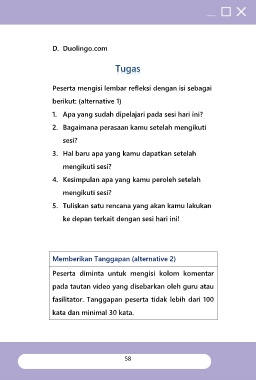 D. Duolingo.com
Tugas
Peserta mengisi lembar refleksi dengan isi sebagai
berikut: (alternative 1)
1. Apa yang sudah dipelajari pada sesi hari ini?
2. Bagaimana perasaan kamu setelah mengikuti
sesi?
3. Hal baru apa yang kamu dapatkan setelah
mengikuti sesi?
4. Kesimpulan apa yang kamu peroleh setelah
mengikuti sesi?
5. Tuliskan satu rencana yang akan kamu lakukan
ke depan terkait dengan sesi hari ini!
Memberikan Tanggapan (alternative 2)
Peserta diminta untuk mengisi kolom komentar
pada tautan video yang disebarkan oleh guru atau
fasilitator. Tanggapan peserta tidak lebih dari 100
kata dan minimal 30 kata.
58